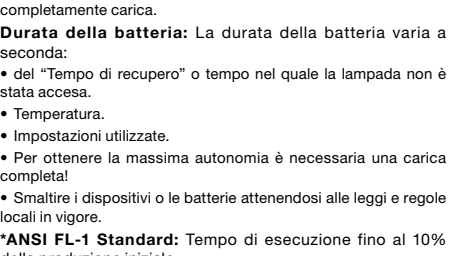 completamente carica.
Durata della batteria: La durata della batteria varia a
seconda:
• del “Tempo di recupero” o tempo nel quale la lampada non è
stata accesa.
• Temperatura.
• Impostazioni utilizzate.
• Per ottenere la massima autonomia è necessaria una carica
completa!
• Smaltire i dispositivi o le batterie attenendosi alle leggi e regole
locali in vigore.
*ANSI FL-1 Standard: Tempo di esecuzione fino al 10%
della produzione iniziale